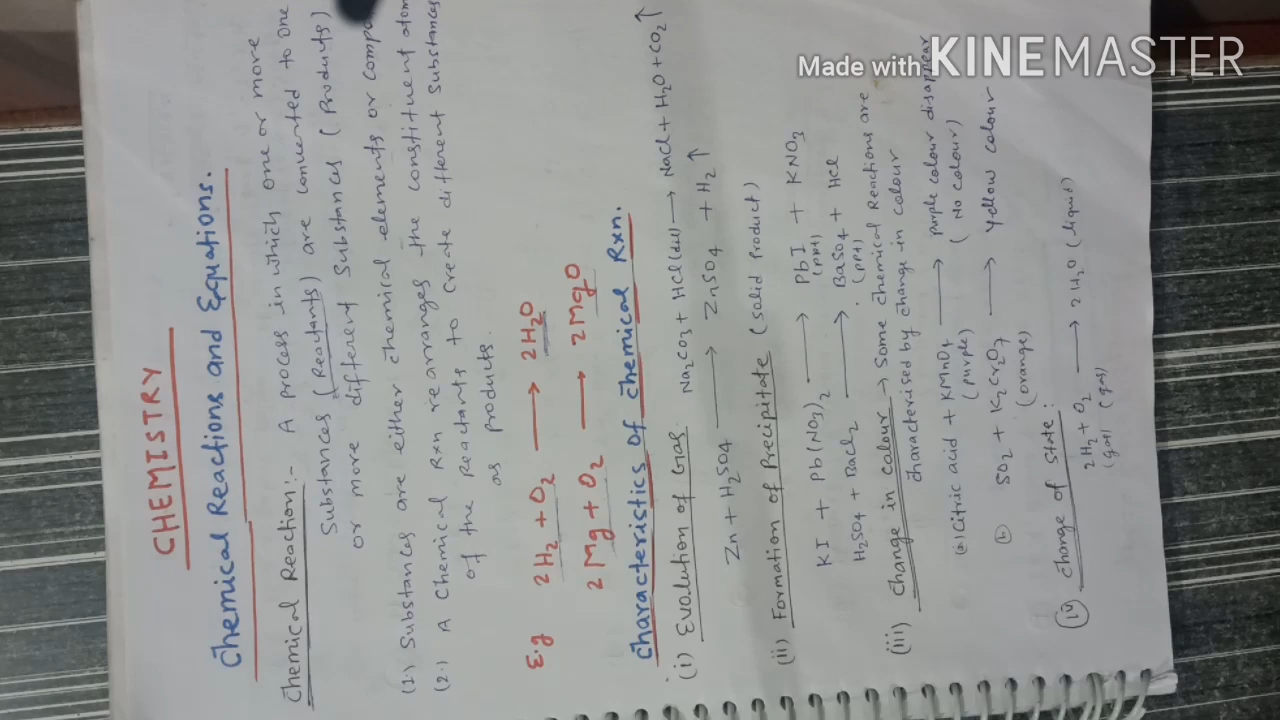 Made with KINEMASTER
CHEMISTRY
Chemical Reactions and Equations.
Chemical Reaction:- A process in which one or more
Substances (Reactants) are converted to one
or more different Substances (Products)
(1.) Substances are either chemical elements or compo
(2.) A Chemical Rxn rearranges the constituent atom
of the Reactants to create different Substances
as products.
E.g 2H2 + O2 → 2H2O
2Mg + O2 → 2MgO
Characteristics of Chemical Rxn.
(i) Evalution of Gas. Na2CO3 + HCl(dil) → NaCl + H2O + CO2↑
Zn + H2SO4 → ZnSO4 + H2↑
(ii) Formation of Precipitate (Solid Product)
KI + Pb(NO3)2 → PbI + KNO3
(PPt)
H2SO4 + BaCl2 → BaSO4 + HCl
(PPt)
(iii) Change in Colour → Some Chemical Reactions are
Characterised by change in colour
(a) Citric acid + KMnO4 → purple colour disappear
(purple) (No colour)
(b) SO2 + K2Cr2O7 → Yellow colour
(orange)
(iv) Change of State:
2H2 + O2 → 2H2O (liquid)
(gas) (gas)